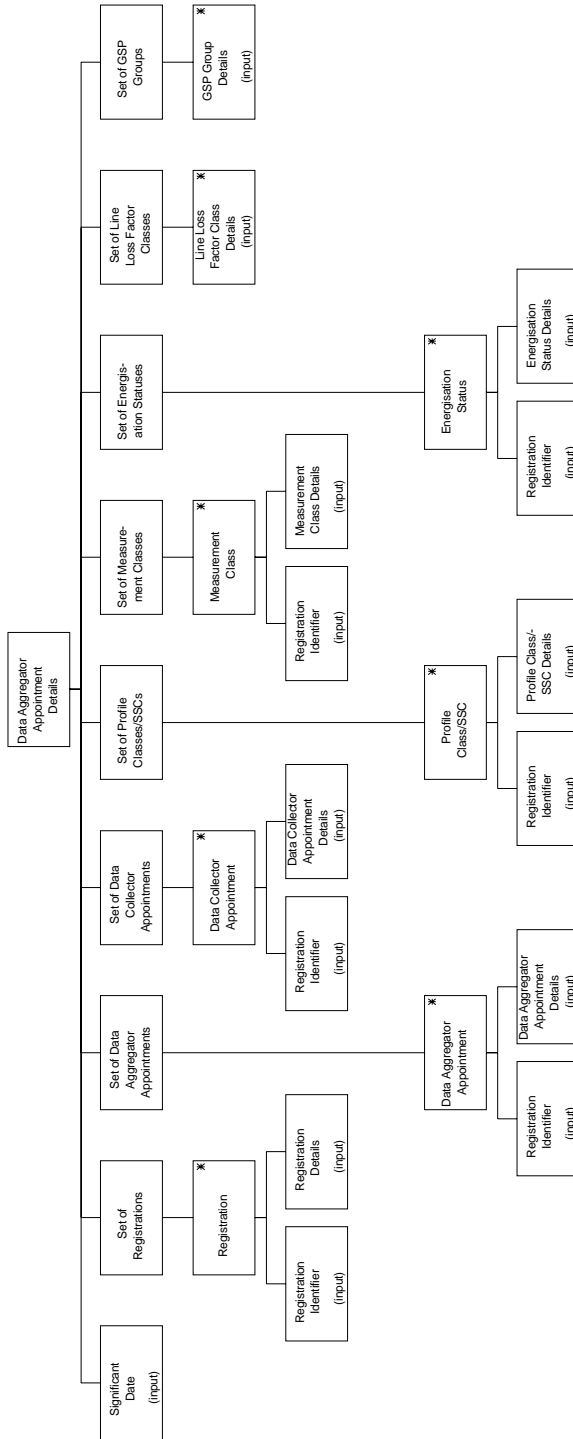 Data Aggregator
Appointment
Details
Significant
Date
(input)
Set of
Registrations
Set of Data
Aggregator
Appointments
Set of Data
Collector
Appointments
Set of Profile
Classes/SSCs
Set of Measure-
ment Classes
Set of Energis-
ation Statuses
Set of Line
Loss Factor
Classes
Set of GSP
Groups
Registration
*
Data Collector
Appointment
*
Measurement
Class
*
Line Loss
Factor Class
Details
(input)
*
GSP Group
Details
(input)
*
Registration
Identifier
(input)
Registration
Details
(input)
Registration
Identifier
(input)
Data Collector
Appointment
Details
(input)
Registration
Identifier
(input)
Measurement
Class Details
(input)
Data Aggregator
Appointment
*
Profile
Class/SSC
*
Energisation
Status
*
Registration
Identifier
(input)
Data Aggregator
Appointment
Details
(input)
Registration
Identifier
(input)
Profile Class/-
SSC Details
(input)
Registration
Identifier
(input)
Energisation
Status Details
(input)